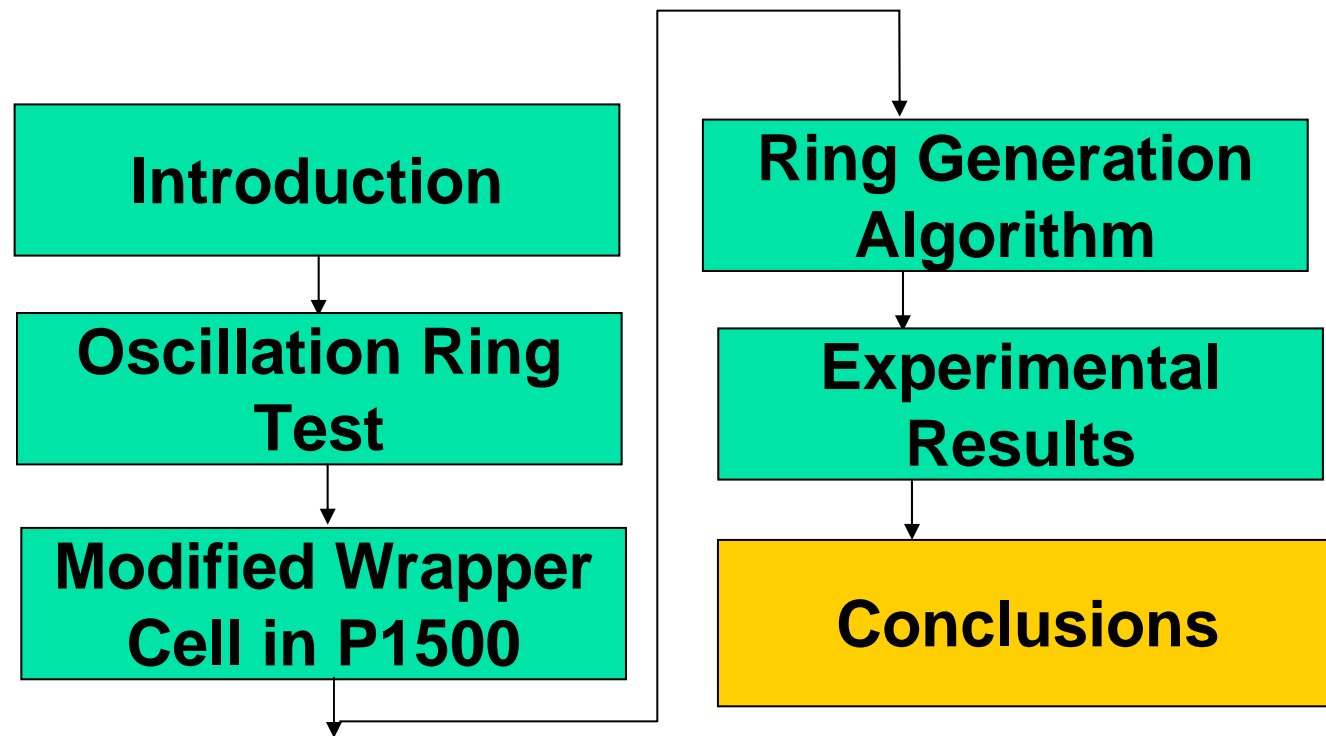 Introduction
Oscillation Ring
Test
Modified Wrapper
Cell in P1500
Ring Generation
Algorithm
Experimental
Results
Conclusions